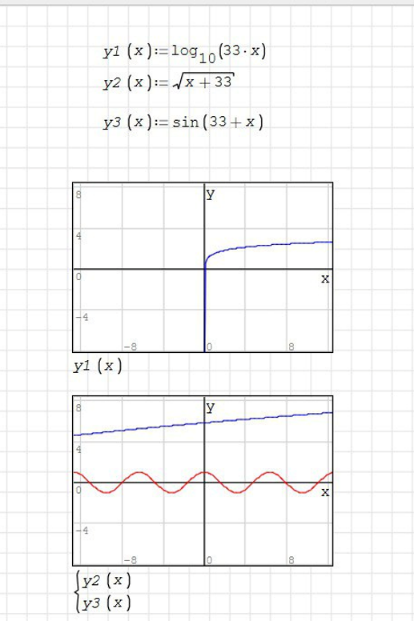 y1 (x):=log₁₀(33·x)
y2 (x):=√(x+33)
y3 (x):=sin(33+x)
8
y
4
0
x
-4
-8
0
8
y1 (x)
8
y
4
0
x
-4
-8
0
8
{y2 (x)
y3 (x)